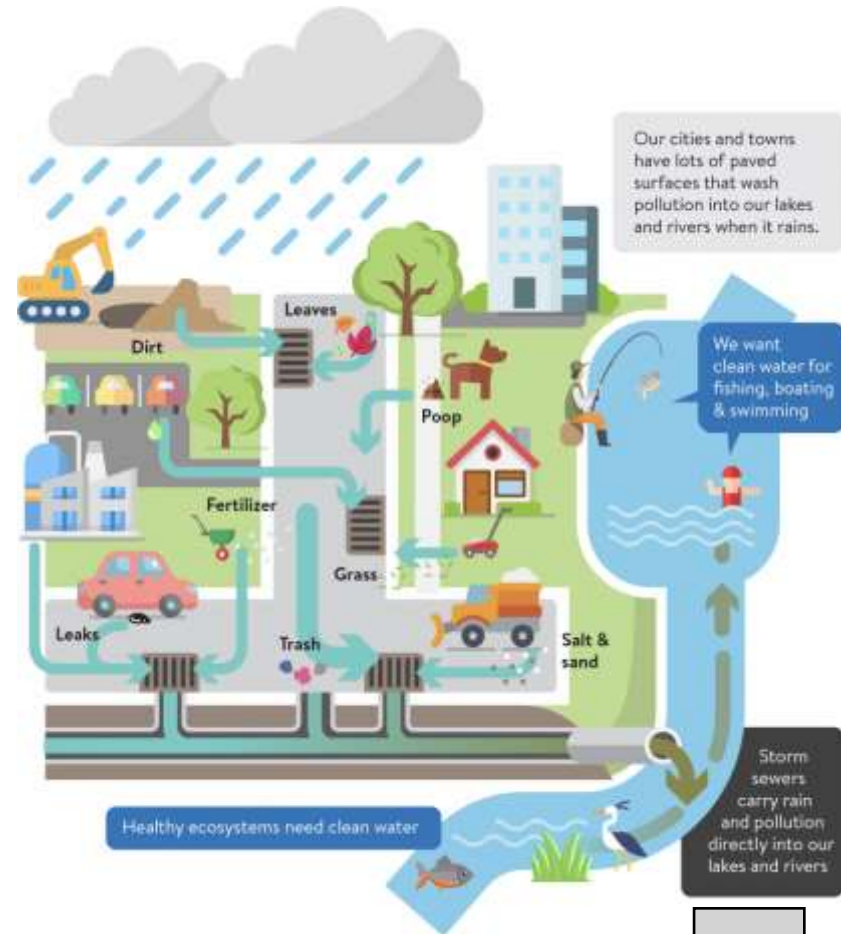 Our cities and towns
have lots of paved
surfaces that wash
pollution into our lakes
and rivers when it rains.
Leaves
Dirt
We want
clean water for
fishing, boating
& swimming
Poop
Fertilizer
Grass
Leaks
Trash
Salt &
sand
Storm
sewers
carry rain
and pollution
directly into our
lakes and rivers
Healthy ecosystems need clean water